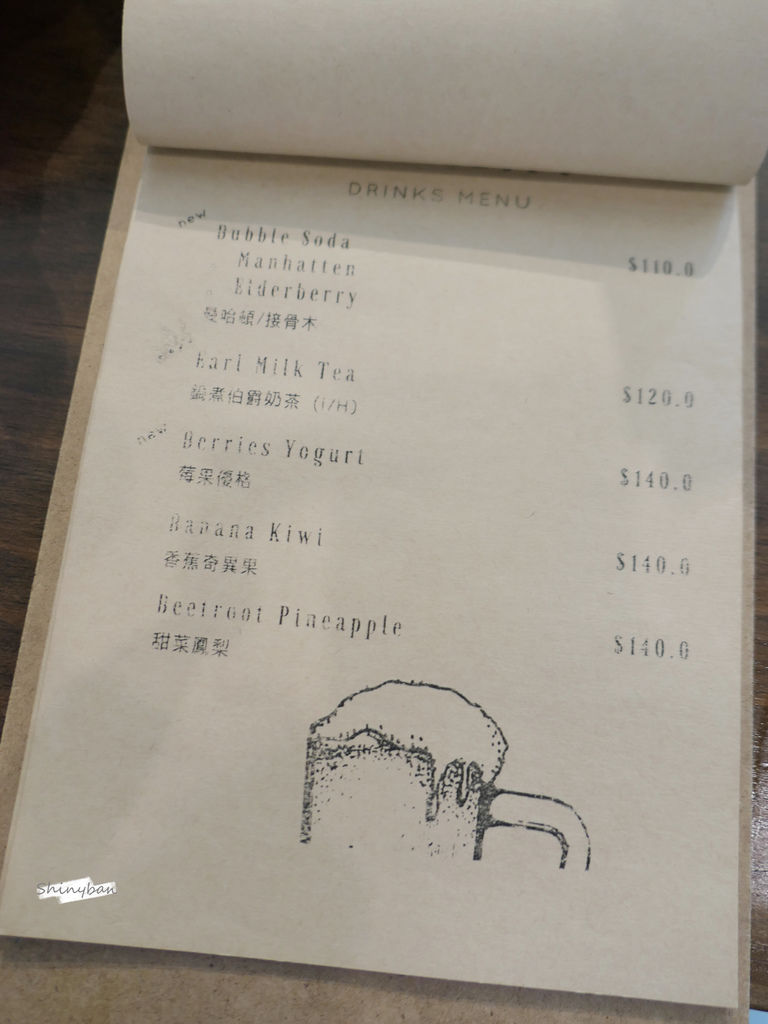 DRINKS MENU
new
Bubble Soda
Manhatten
$110.0
Elderberry
曼哈頓/接骨木
Earl Milk Tea
$120.0
鍋煮伯爵奶茶 (I/H)
new
Berries Yogurt
$140.0
莓果優格
Banana Kiwi
$140.0
香蕉奇異果
Beetroot Pineapple
$140.0
甜菜鳳梨
Shinyban